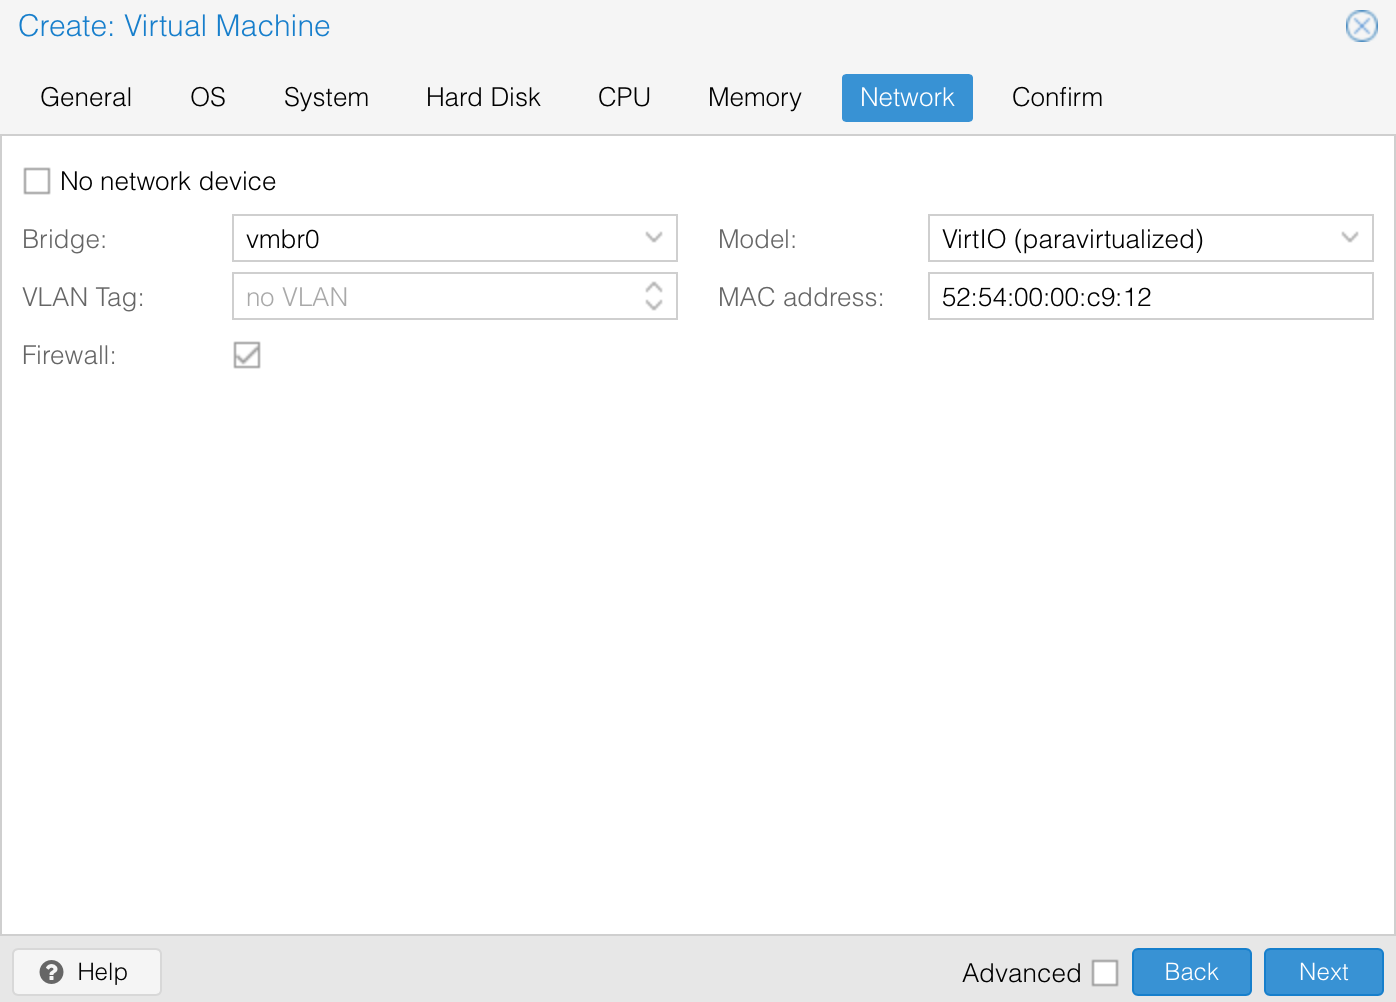 Create: Virtual Machine
General OS System Hard Disk CPU Memory Network Confirm
No network device
Bridge: vmbr0 Model: VirtIO (paravirtualized)
VLAN Tag: no VLAN MAC address: 52:54:00:00:c9:12
Firewall:
? Help Advanced Back Next